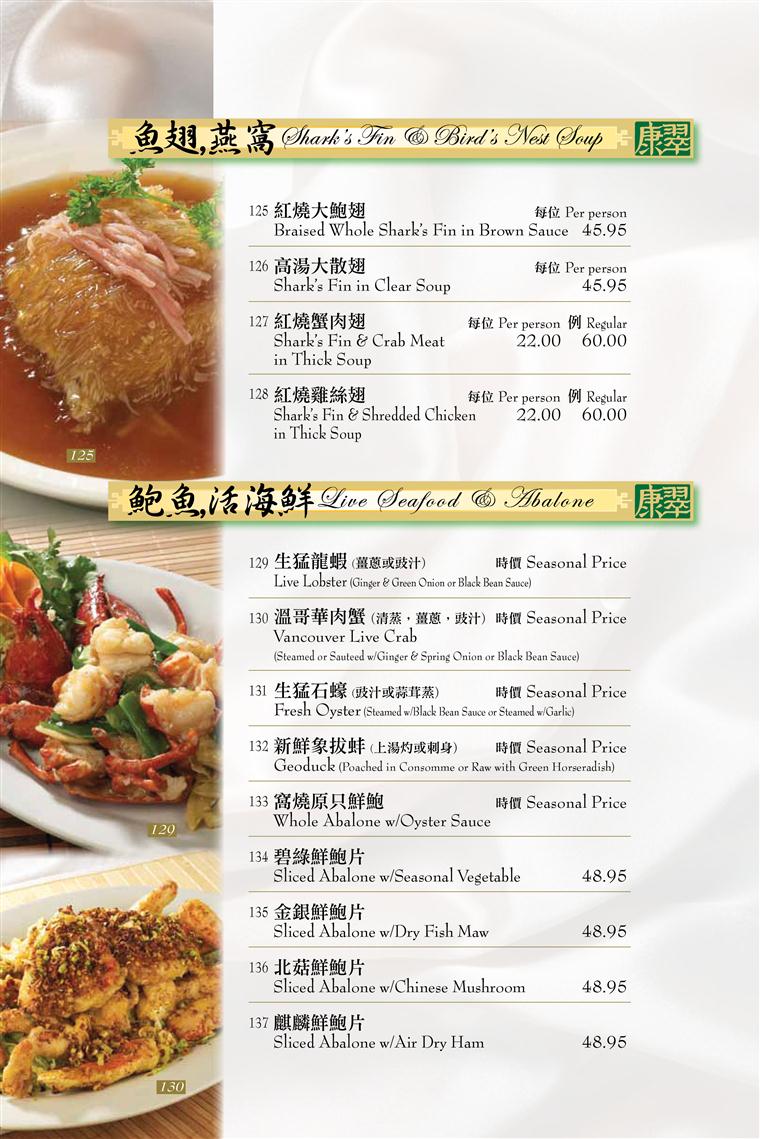 魚翅,燕窩 Shark's Fin & Bird's Nest Soup 康翠
125 紅燒大鮑翅 每位 Per person
Braised Whole Shark's Fin in Brown Sauce 45.95
126 高湯大散翅 每位 Per person
Shark's Fin in Clear Soup 45.95
127 紅燒蟹肉翅 每位 Per person 例 Regular
Shark's Fin & Crab Meat 22.00 60.00
in Thick Soup
128 紅燒雞絲翅 每位 Per person 例 Regular
Shark's Fin & Shredded Chicken 22.00 60.00
in Thick Soup
125
鮑魚,活海鮮 Live Seafood & Abalone 康翠
129 生猛龍蝦 (薑蔥或豉汁) 時價 Seasonal Price
Live Lobster (Ginger & Green Onion or Black Bean Sauce)
130 溫哥華肉蟹 (清蒸，薑蔥，豉汁) 時價 Seasonal Price
Vancouver Live Crab
(Steamed or Sauteed w/Ginger & Spring Onion or Black Bean Sauce)
131 生猛石蠔 (豉汁或蒜茸蒸) 時價 Seasonal Price
Fresh Oyster (Steamed w/Black Bean Sauce or Steamed w/Garlic)
132 新鮮象拔蚌 (上湯灼或刺身) 時價 Seasonal Price
Geoduck (Poached in Consomme or Raw with Green Horseradish)
133 窩燒原只鮮鮑 時價 Seasonal Price
Whole Abalone w/Oyster Sauce
129
134 碧綠鮮鮑片
Sliced Abalone w/Seasonal Vegetable 48.95
135 金銀鮮鮑片
Sliced Abalone w/Dry Fish Maw 48.95
136 北菇鮮鮑片
Sliced Abalone w/Chinese Mushroom 48.95
137 麒麟鮮鮑片
Sliced Abalone w/Air Dry Ham 48.95
130